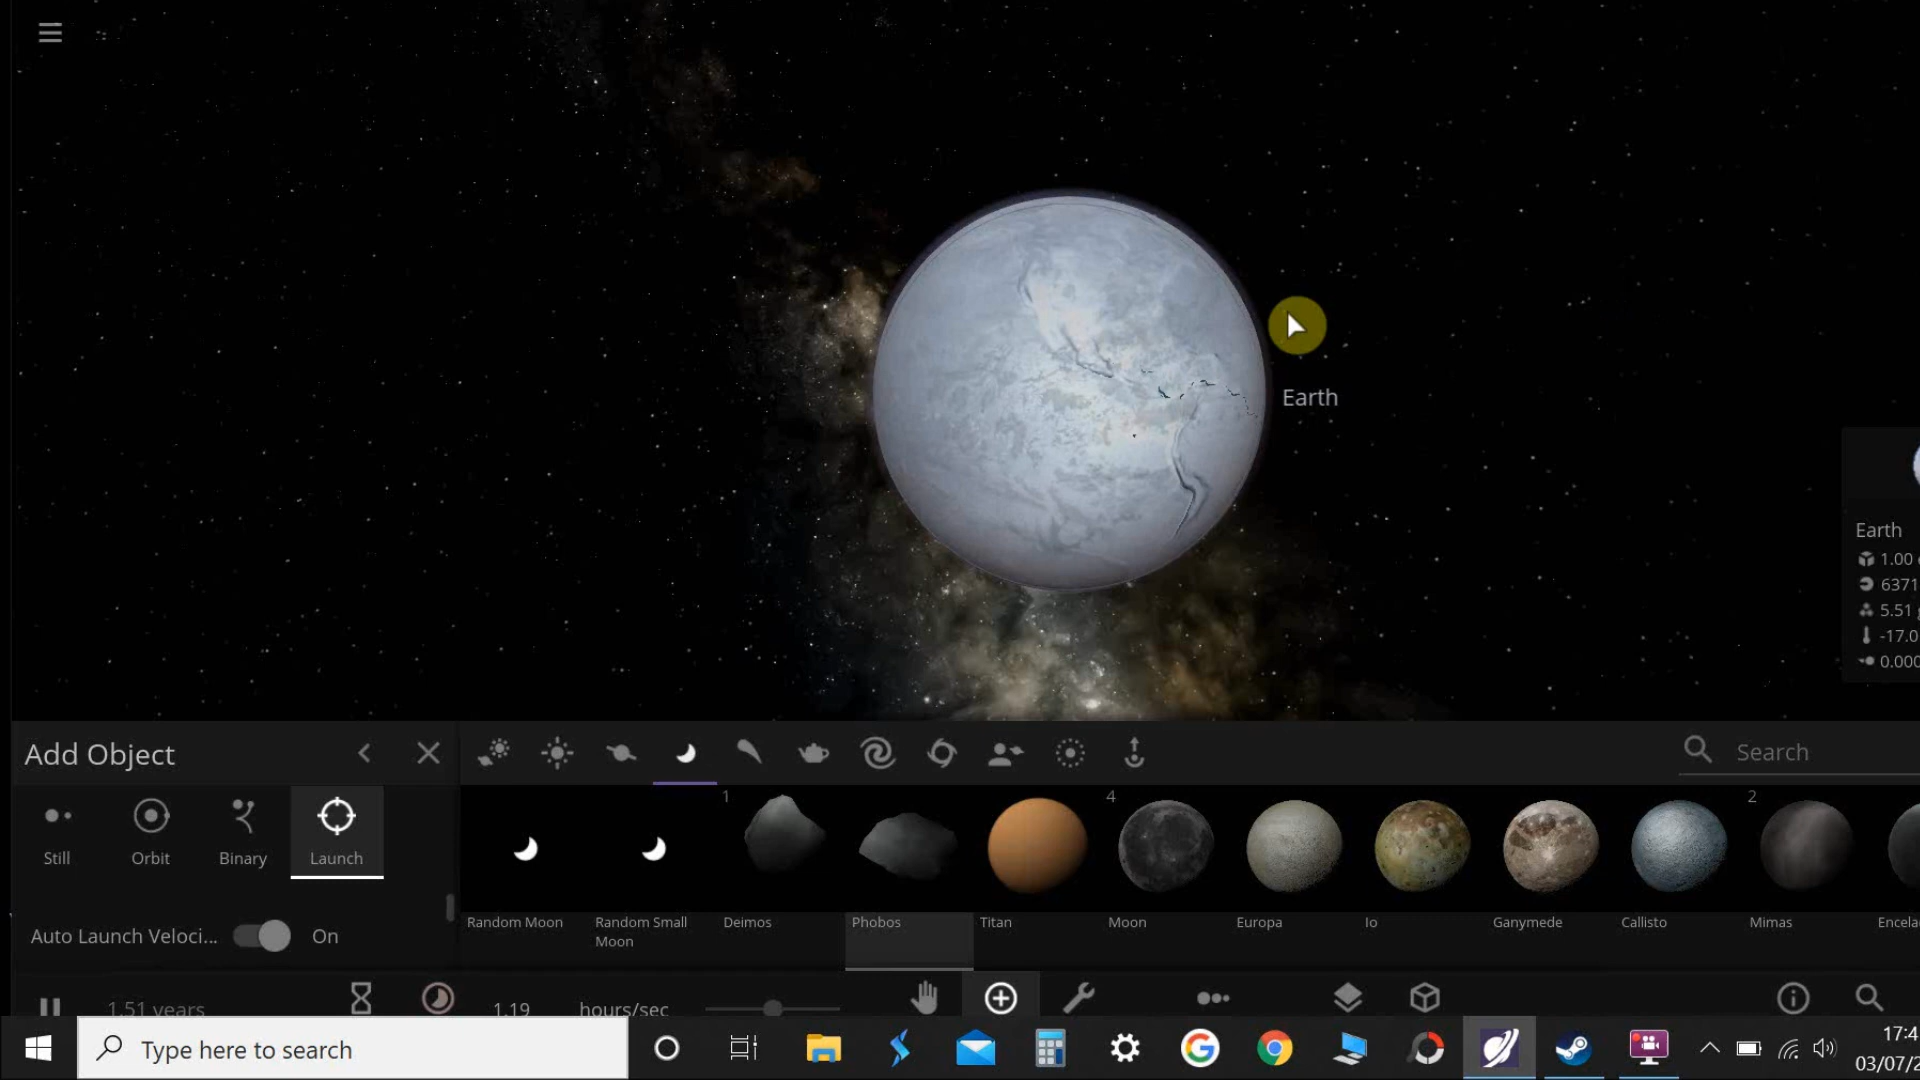 Earth
Earth
1.00
6371
5.51
-17.0
0.000
Add Object
Search
Still
Orbit
Binary
Launch
Auto Launch Veloci...
On
1
4
2
Random Moon
Random Small
Moon
Deimos
Phobos
Titan
Moon
Europa
Io
Ganymede
Callisto
Mimas
Encela
1.51 years
1.19
hours/sec
Type here to search
17:4
03/07/2